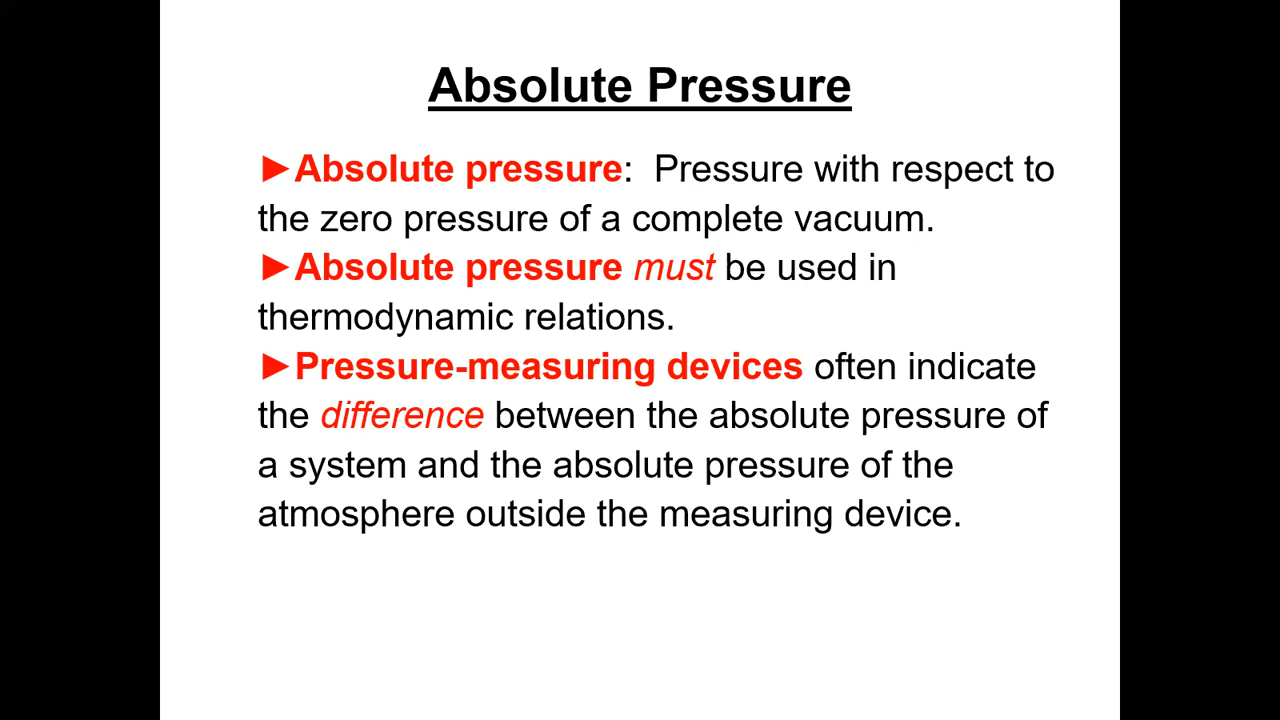 Absolute Pressure
►Absolute pressure:  Pressure with respect to
the zero pressure of a complete vacuum.
►Absolute pressure must be used in
thermodynamic relations.
►Pressure-measuring devices often indicate
the difference between the absolute pressure of
a system and the absolute pressure of the
atmosphere outside the measuring device.